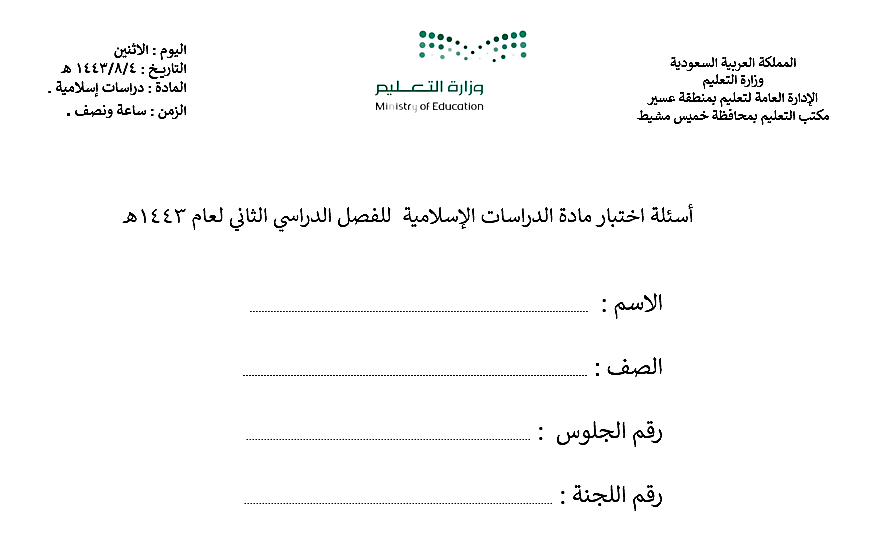 المملكة العربية السعودية
وزارة التعليم
الإدارة العامة لتعليم بمنطقة عسير
مكتب التعليم بمحافظة خميس مشيط
وزارة التعـــليم
Ministry of Education
اليوم : الاثنين
التاريخ : ١٤٤٣/٨/٤ هـ
المادة : دراسات إسلامية .
الزمن : ساعة ونصف .
أسئلة اختبار مادة الدراسات الإسلامية للفصل الدراسي الثاني لعام ١٤٤٣هـ
الاسم :
الصف :
رقم الجلوس :
رقم اللجنة :